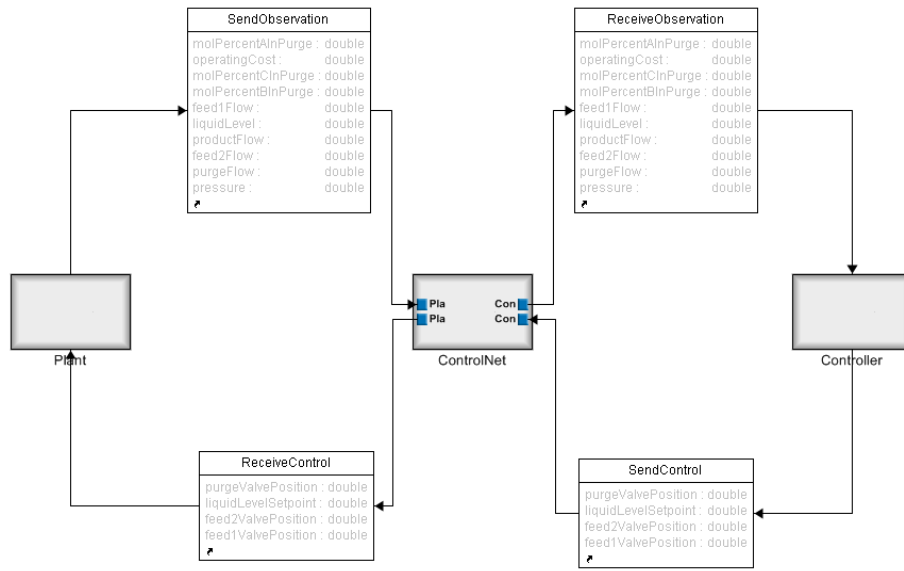 SendObservation
molPercentAInPurge : double
operatingCost : double
molPercentCInPurge : double
molPercentBInPurge : double
feed1Flow : double
liquidLevel : double
productFlow : double
feed2Flow : double
purgeFlow : double
pressure : double
ReceiveObservation
molPercentAInPurge : double
operatingCost : double
molPercentCInPurge : double
molPercentBInPurge : double
feed1Flow : double
liquidLevel : double
productFlow : double
feed2Flow : double
purgeFlow : double
pressure : double
Plant
Pla Con
Pla Con
ControlNet
Controller
ReceiveControl
purgeValvePosition : double
liquidLevelSetpoint : double
feed2ValvePosition : double
feed1ValvePosition : double
SendControl
purgeValvePosition : double
liquidLevelSetpoint : double
feed2ValvePosition : double
feed1ValvePosition : double